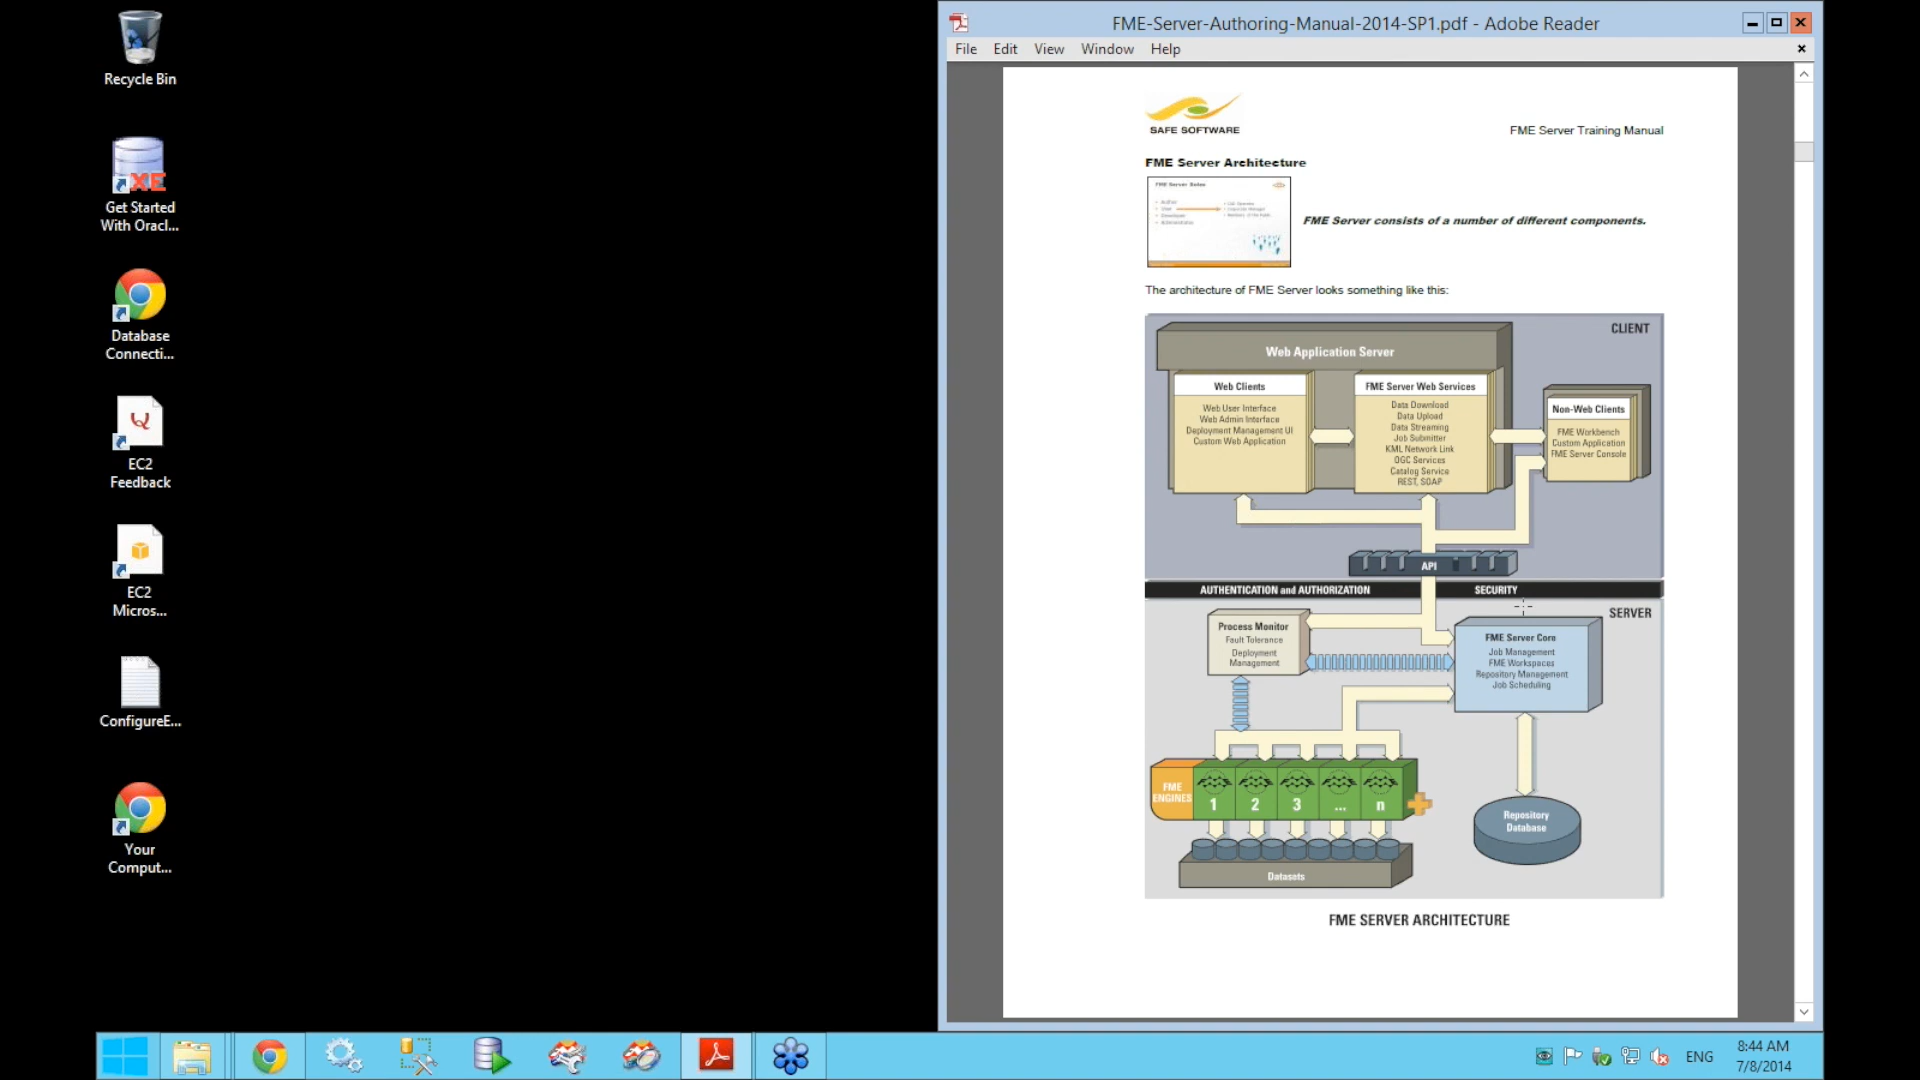 Recycle Bin
Get Started
With Oracl...
Database
Connecti...
EC2
Feedback
EC2
Micros...
ConfigureE...
Your
Comput...
FME-Server-Authoring-Manual-2014-SP1.pdf - Adobe Reader
File Edit View Window Help
SAFE SOFTWARE
FME Server Training Manual
FME Server Architecture
FME Server Roles
FME Server consists of a number of different components.
The architecture of FME Server looks something like this:
CLIENT
Web Application Server
Web Clients
Web User Interface
Web Admin Interface
Deployment Management UI
Custom Web Application
FME Server Web Services
Data Download
Data Upload
Data Streaming
Job Submitter
KML Network Link
OGC Services
Catalog Service
REST, SOAP
Non-Web Clients
FME Workbench
Custom Application
FME Server Console
API
AUTHENTICATION and AUTHORIZATION SECURITY
SERVER
Process Monitor
Fault Tolerance
Deployment
Management
FME Server Core
Job Management
FME Workspaces
Repository Management
Job Scheduling
FME
ENGINES
1 2 3 ... n
Repository
Database
Datasets
FME SERVER ARCHITECTURE
ENG
8:44 AM
7/8/2014